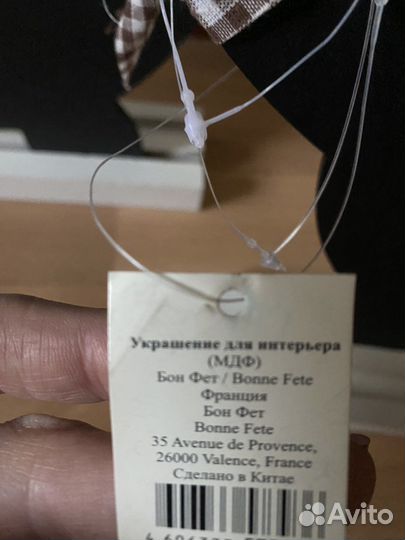 Украшение для интерьера
(МДФ)
Бон Фет / Bonne Fete
Франция
Бон Фет
Bonne Fete
35 Avenue de Provence,
26000 Valence, France
Сделано в Китае
Avito